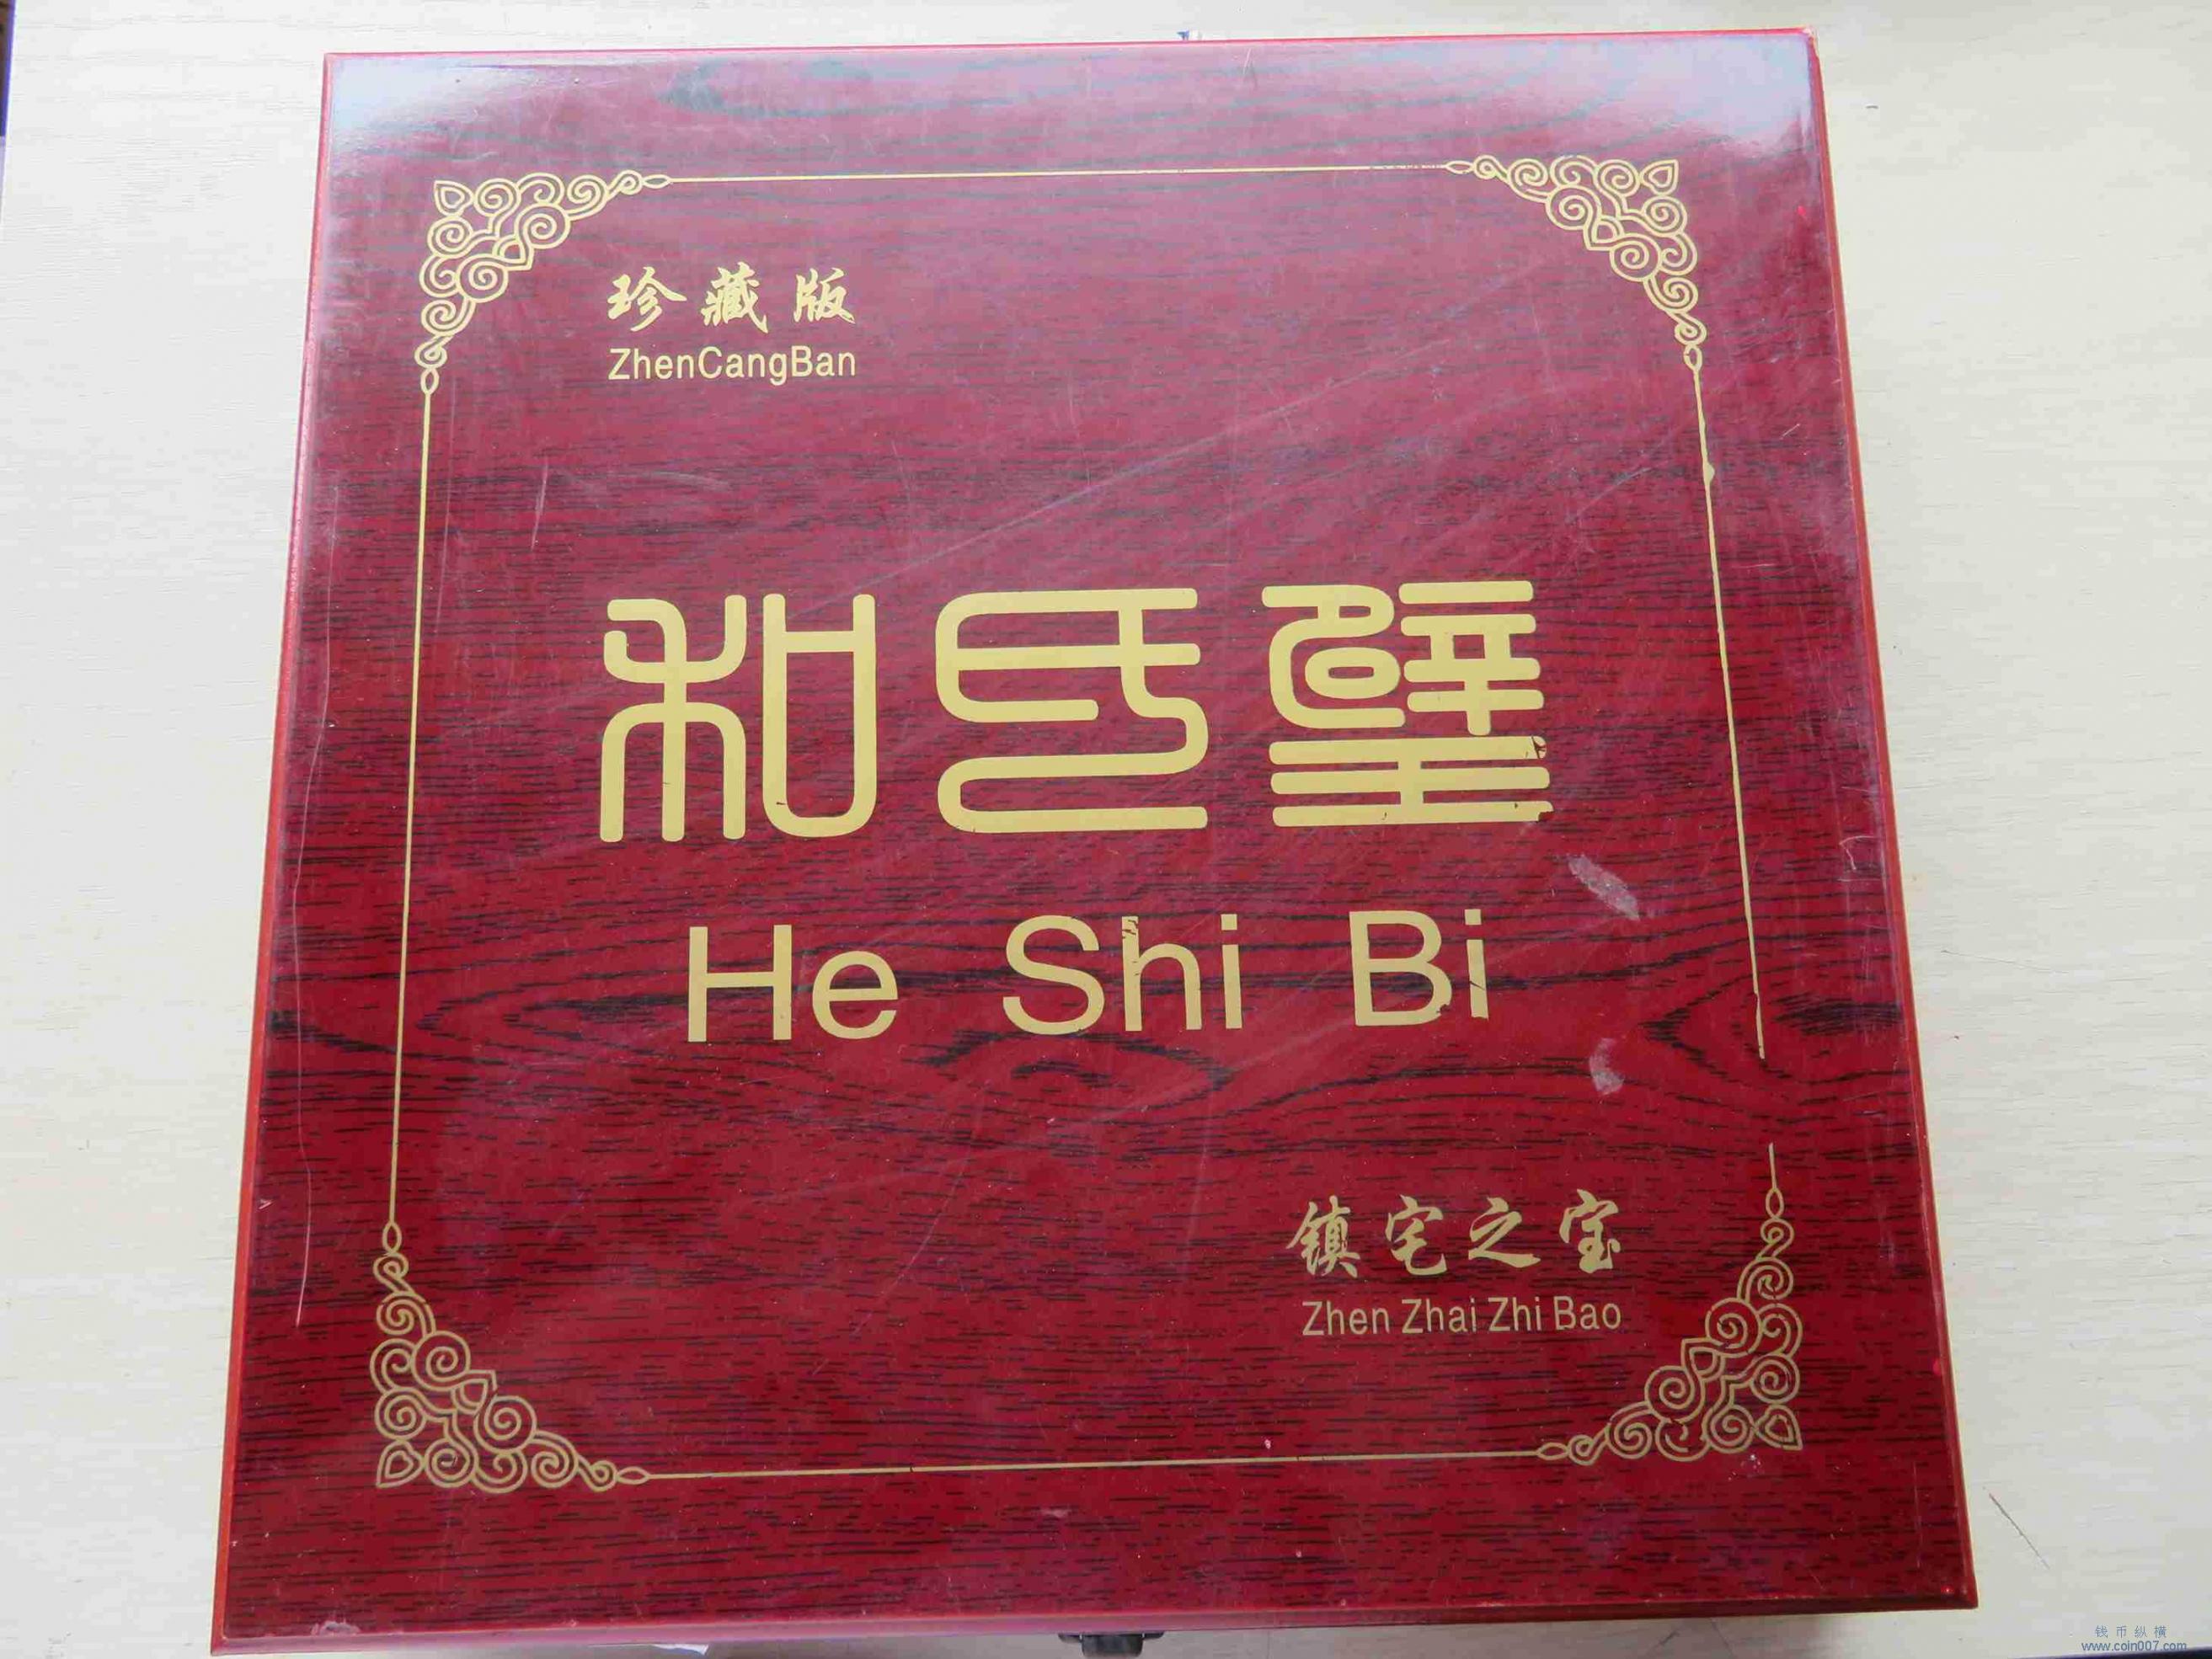 珍藏版
ZhenCangBan
和氏璧
He Shi Bi
镇宅之宝
Zhen Zhai Zhi Bao
钱币纵横
www.coin007.com